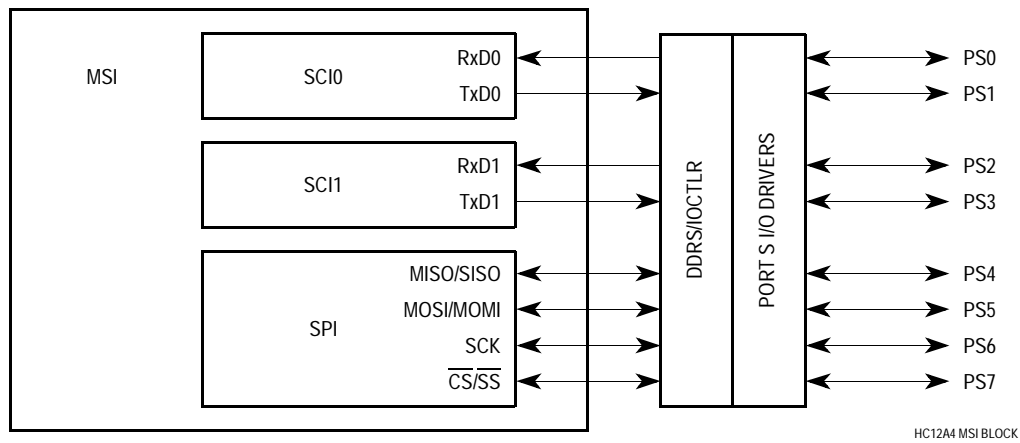 MSI
SCI0
RxD0
TxD0
SCI1
RxD1
TxD1
SPI
MISO/SISO
MOSI/MOMI
SCK
CS/SS
DDRS/IOCTLR
PORT S I/O DRIVERS
PS0
PS1
PS2
PS3
PS4
PS5
PS6
PS7
HC12A4 MSI BLOCK